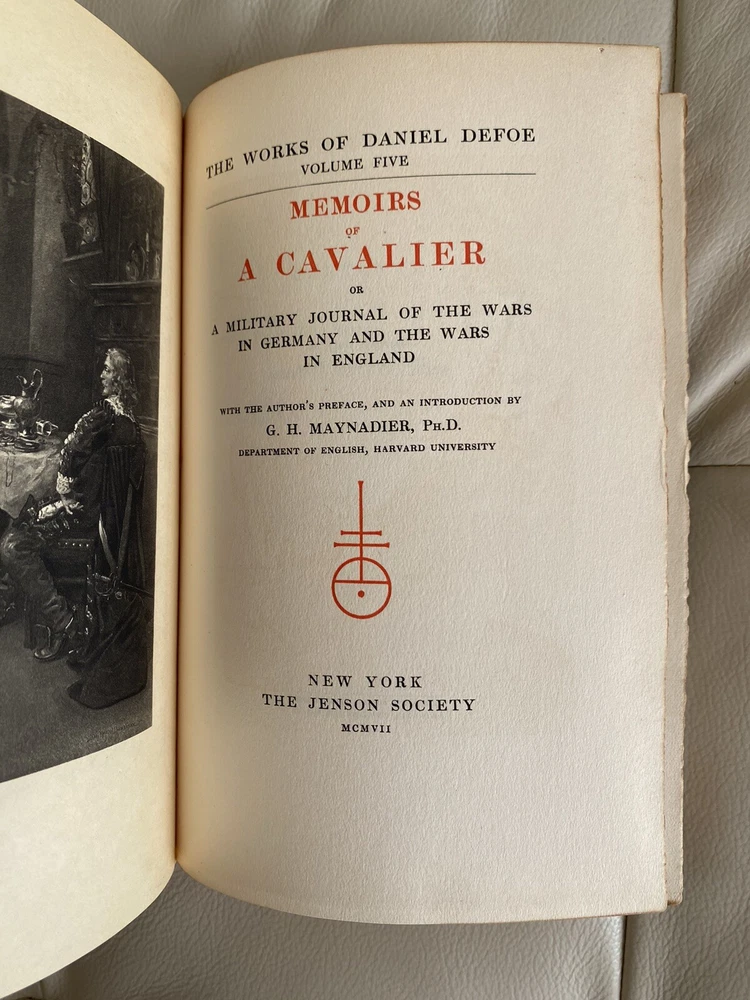 THE WORKS OF DANIEL DEFOE
VOLUME FIVE
MEMOIRS
OF
A CAVALIER
OR
A MILITARY JOURNAL OF THE WARS
IN GERMANY AND THE WARS
IN ENGLAND
WITH THE AUTHOR'S PREFACE, AND AN INTRODUCTION BY
G. H. MAYNADIER, PH.D.
DEPARTMENT OF ENGLISH, HARVARD UNIVERSITY
NEW YORK
THE JENSON SOCIETY
MCMVII